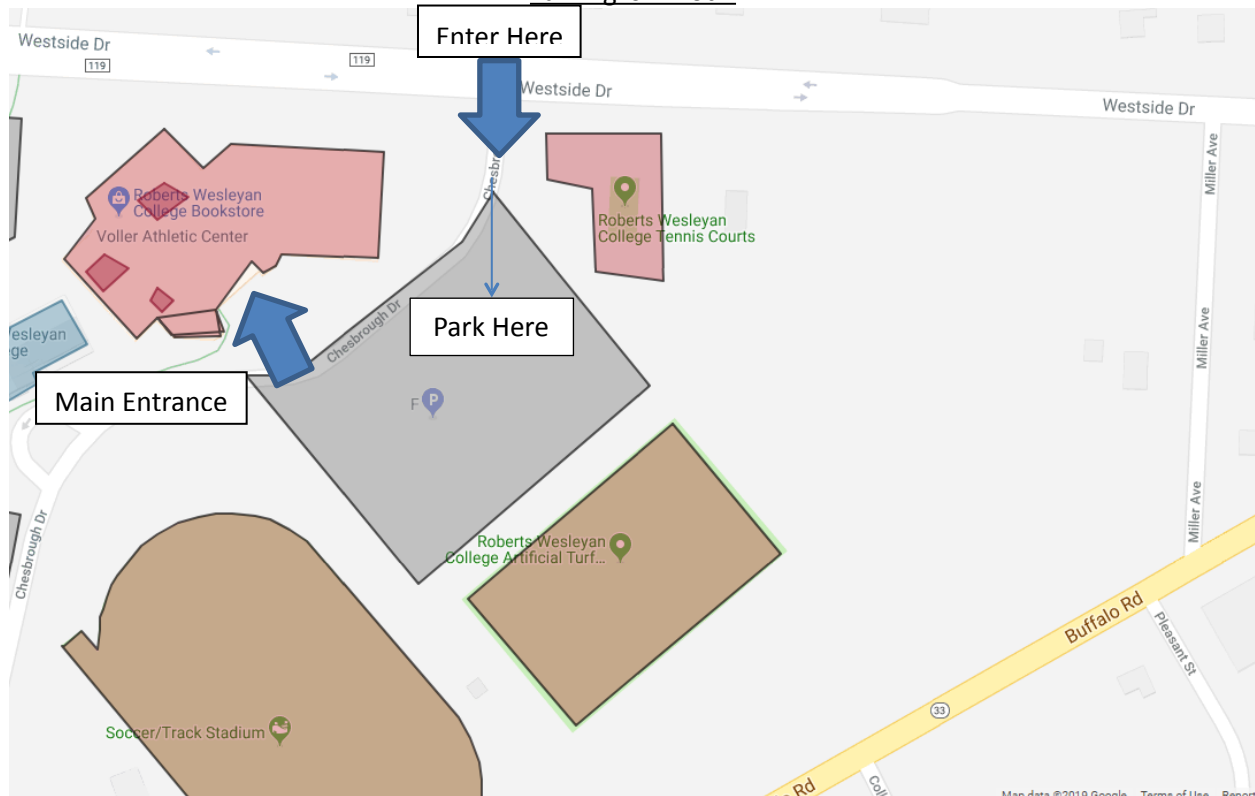 Westside Dr
119
119
Enter Here
Westside Dr
Westside Dr
Miller Ave
Roberts Wesleyan
College Bookstore
Voller Athletic Center
Roberts Wesleyan
College Tennis Courts
Park Here
Chesbrough Dr
Miller Ave
Main Entrance
F P
Chesbrough Dr
Miller Ave
Roberts Wesleyan
College Artificial Turf...
Buffalo Rd
Pleasant St
33
Soccer/Track Stadium
Rd
Map data ©2019 Google Terms of Use Report